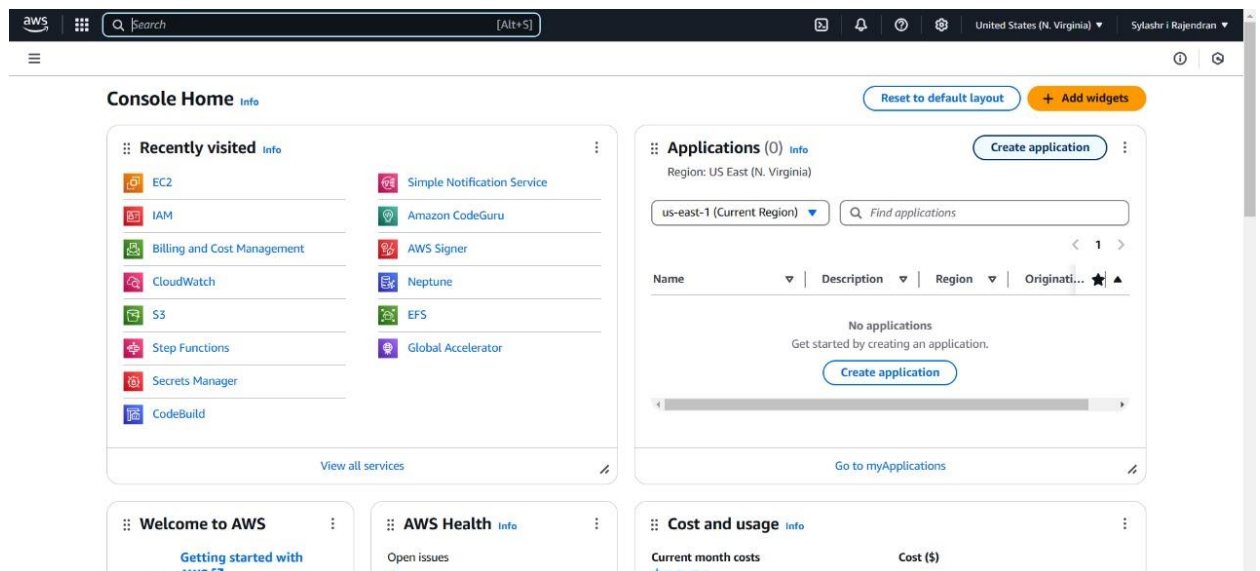 aws
Search [Alt+S]
United States (N. Virginia) ▼
Sylashr i Rajendran ▼
Console Home Info
Reset to default layout
+ Add widgets
Recently visited Info
EC2
IAM
Billing and Cost Management
CloudWatch
S3
Step Functions
Secrets Manager
CodeBuild
Simple Notification Service
Amazon CodeGuru
AWS Signer
Neptune
EFS
Global Accelerator
View all services
Applications (0) Info
Create application
Region: US East (N. Virginia)
us-east-1 (Current Region) ▼
Find applications
1
Name
Description
Region
Originati...
No applications
Get started by creating an application.
Create application
Go to myApplications
Welcome to AWS
Getting started with
AWS Health Info
Open issues
Cost and usage Info
Current month costs
Cost ($)